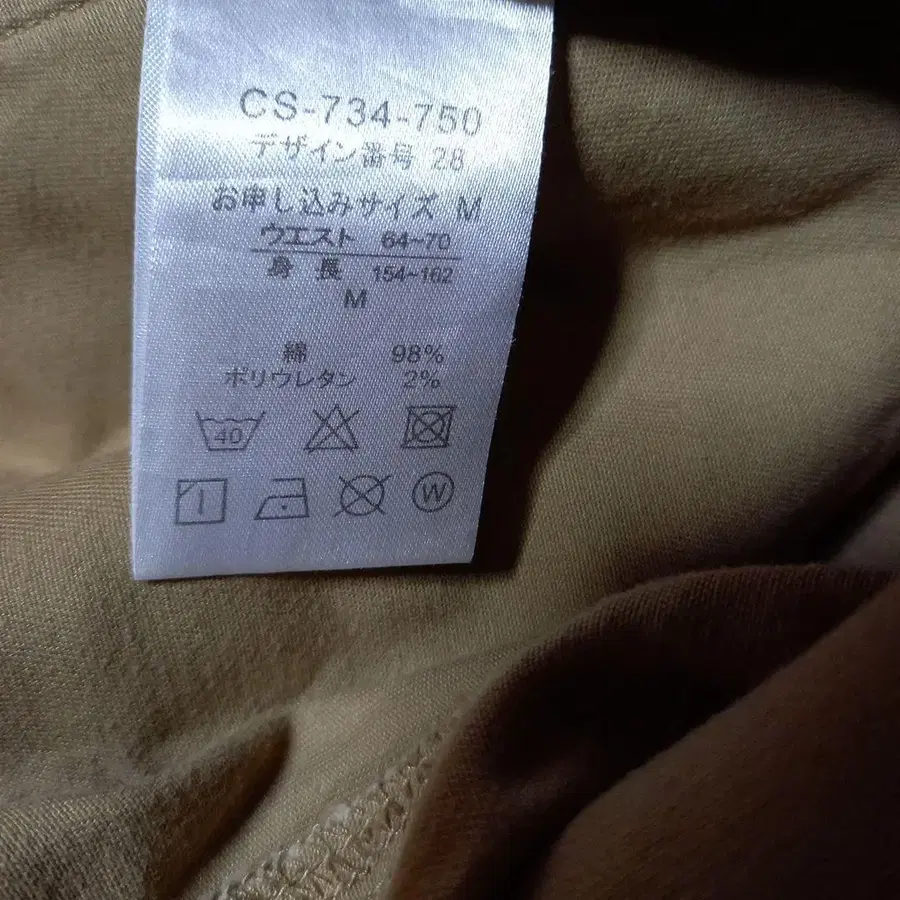 CS-734-750
デザイン番号 28
お申し込みサイズ M
ウエスト 64~70
身長 154~162
M
綿 98%
ポリウレタン 2%
40
W